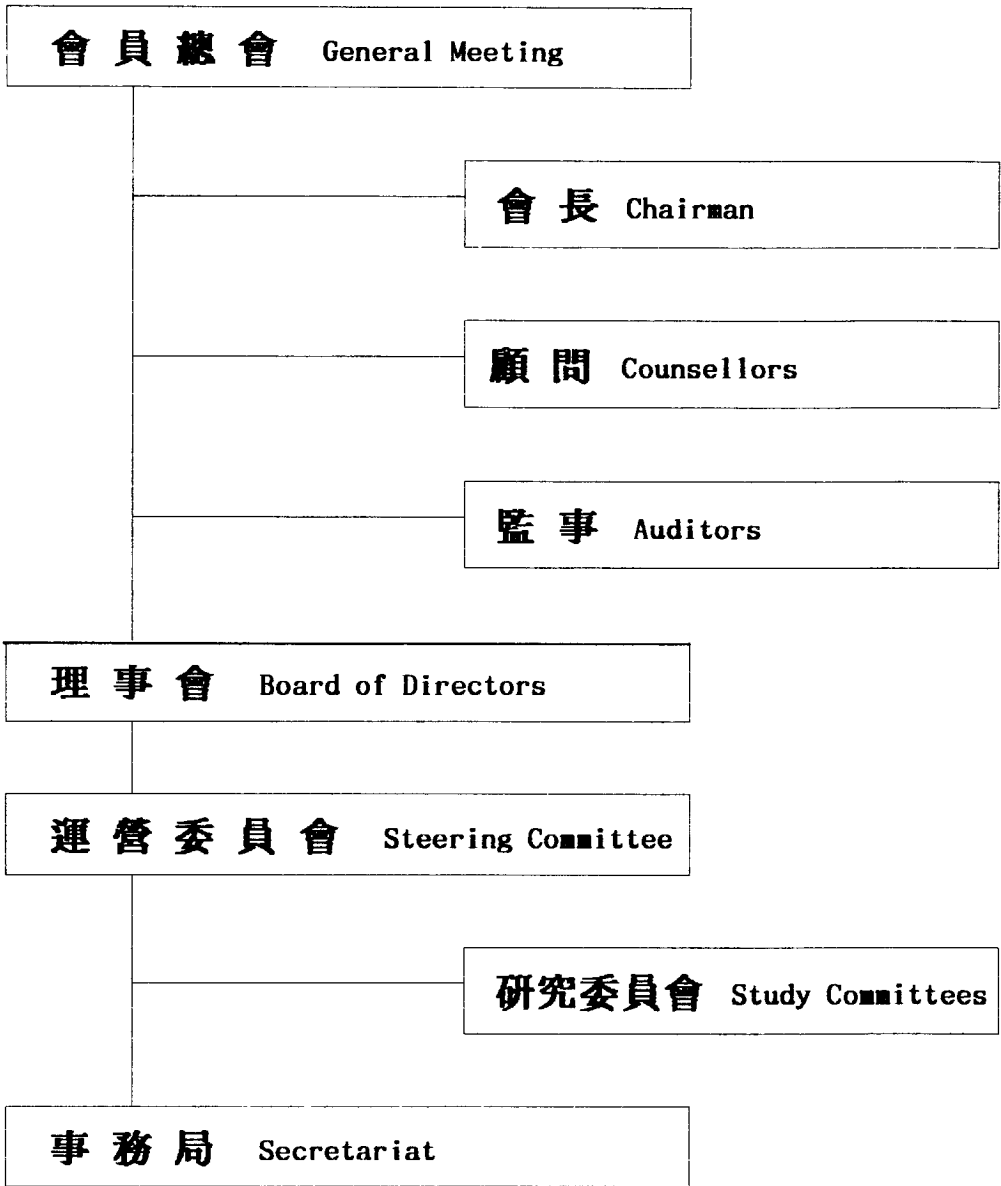 會員總會 General Meeting
會長 Chairman
顧問 Counsellors
監事 Auditors
理事會 Board of Directors
運營委員會 Steering Committee
硏究委員會 Study Committees
事務局 Secretariat